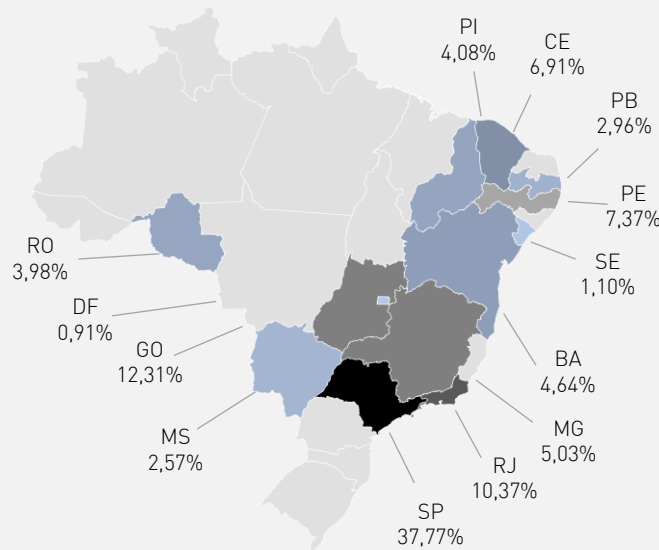 PI
4,08%
CE
6,91%
PB
2,96%
PE
7,37%
SE
1,10%
RO
3,98%
DF
0,91%
GO
12,31%
BA
4,64%
MS
2,57%
MG
5,03%
RJ
10,37%
SP
37,77%